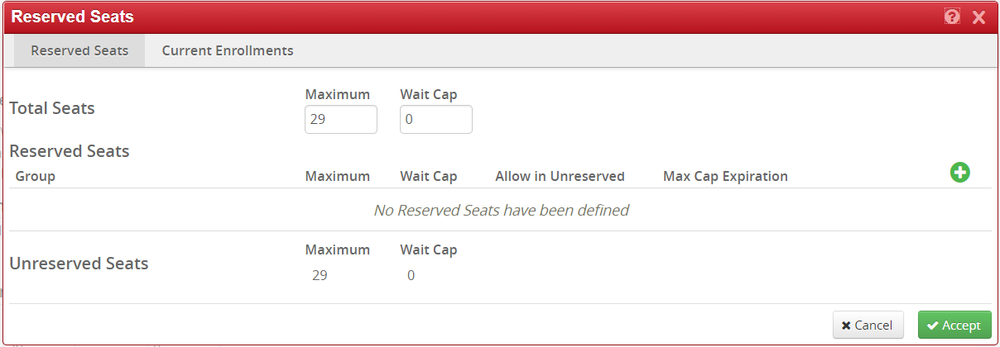 Reserved Seats
Reserved Seats Current Enrollments
Maximum Wait Cap
Total Seats 29 0
Reserved Seats
Group Maximum Wait Cap Allow in Unreserved Max Cap Expiration
No Reserved Seats have been defined
Maximum Wait Cap
Unreserved Seats
29 0
Cancel Accept